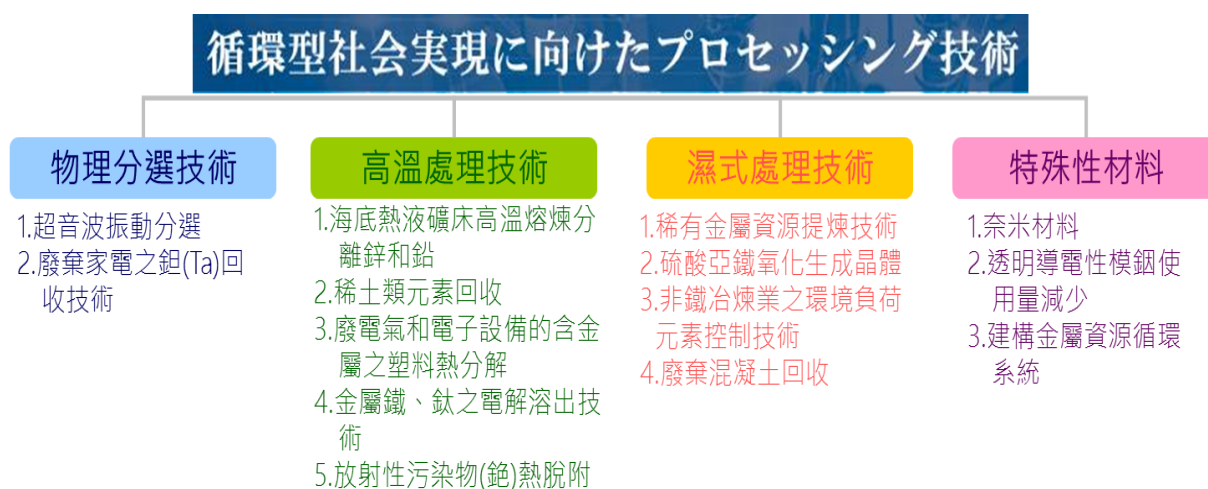 循環型社会実現に向けたプロセッシング技術
物理分選技術
1.超音波振動分選
2.廢棄家電之鉭(Ta)回
收技術
高溫處理技術
1.海底熱液礦床高溫熔煉分
離鋅和鉛
2.稀土類元素回收
3.廢電氣和電子設備的含金
屬之塑料熱分解
4.金屬鐵、鈦之電解溶出技
術
5.放射性污染物(銫)熱脫附
濕式處理技術
1.稀有金屬資源提煉技術
2.硫酸亞鐵氧化生成晶體
3.非鐵冶煉業之環境負荷
元素控制技術
4.廢棄混凝土回收
特殊性材料
1.奈米材料
2.透明導電性模銦使
用量減少
3.建構金屬資源循環
系統